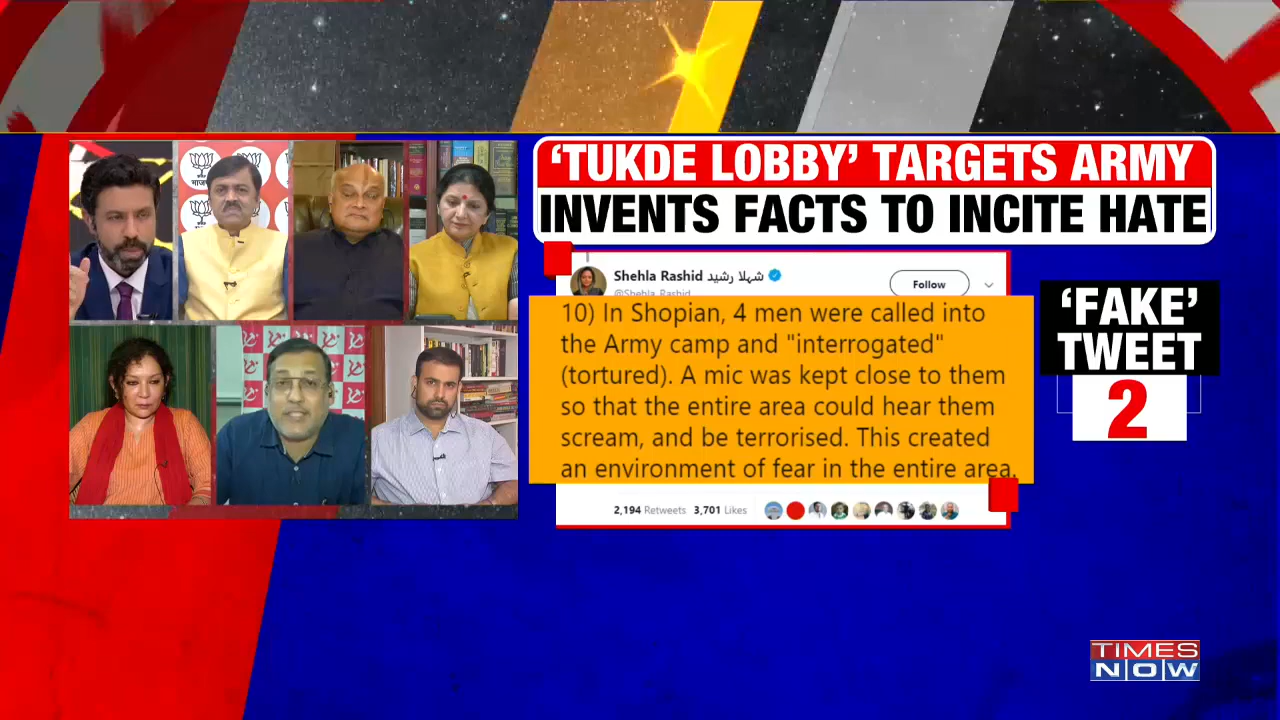 'TUKDE LOBBY' TARGETS ARMY
INVENTS FACTS TO INCITE HATE
Shehla Rashid شہلا رشید
@Shehla_Rashid
Follow
10) In Shopian, 4 men were called into
the Army camp and "interrogated"
(tortured). A mic was kept close to them
so that the entire area could hear them
scream, and be terrorised. This created
an environment of fear in the entire area.
2,194 Retweets 3,701 Likes
'FAKE'
TWEET
2
TIMES
NOW